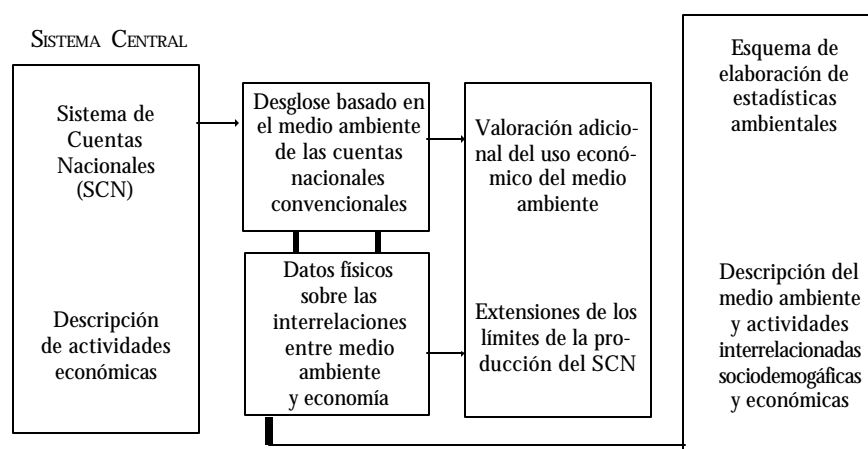 SISTEMA CENTRAL
Sistema de
Cuentas
Nacionales
(SCN)
Descripción
de actividades
económicas
Desglose basado en
el medio ambiente
de las cuentas
nacionales
convencionales
Datos físicos
sobre las
interrelaciones
entre medio
ambiente
y economía
Valoración adicio-
nal del uso econó-
mico del medio
ambiente
Extensiones de los
límites de la pro-
ducción del SCN
Esquema de
elaboración de
estadísticas
ambientales
Descripción del
medio ambiente
y actividades
interrelacionadas
sociodemogáficas
y económicas